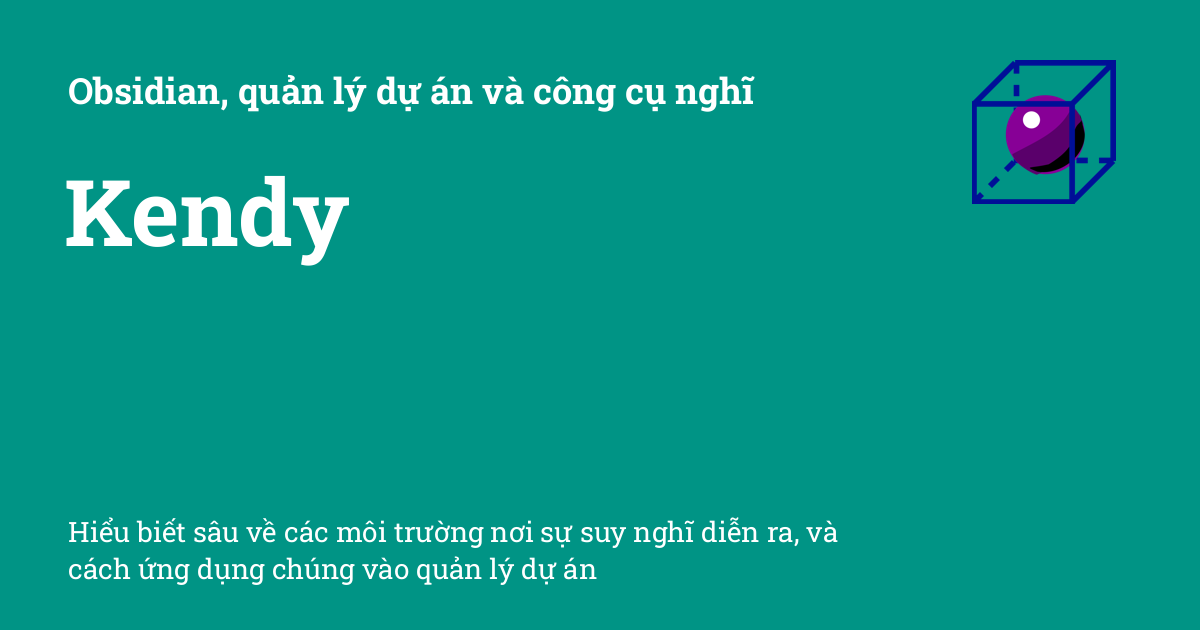 Obsidian, quản lý dự án và công cụ nghĩ
Kendy
Hiểu biết sâu về các môi trường nơi sự suy nghĩ diễn ra, và
cách ứng dụng chúng vào quản lý dự án